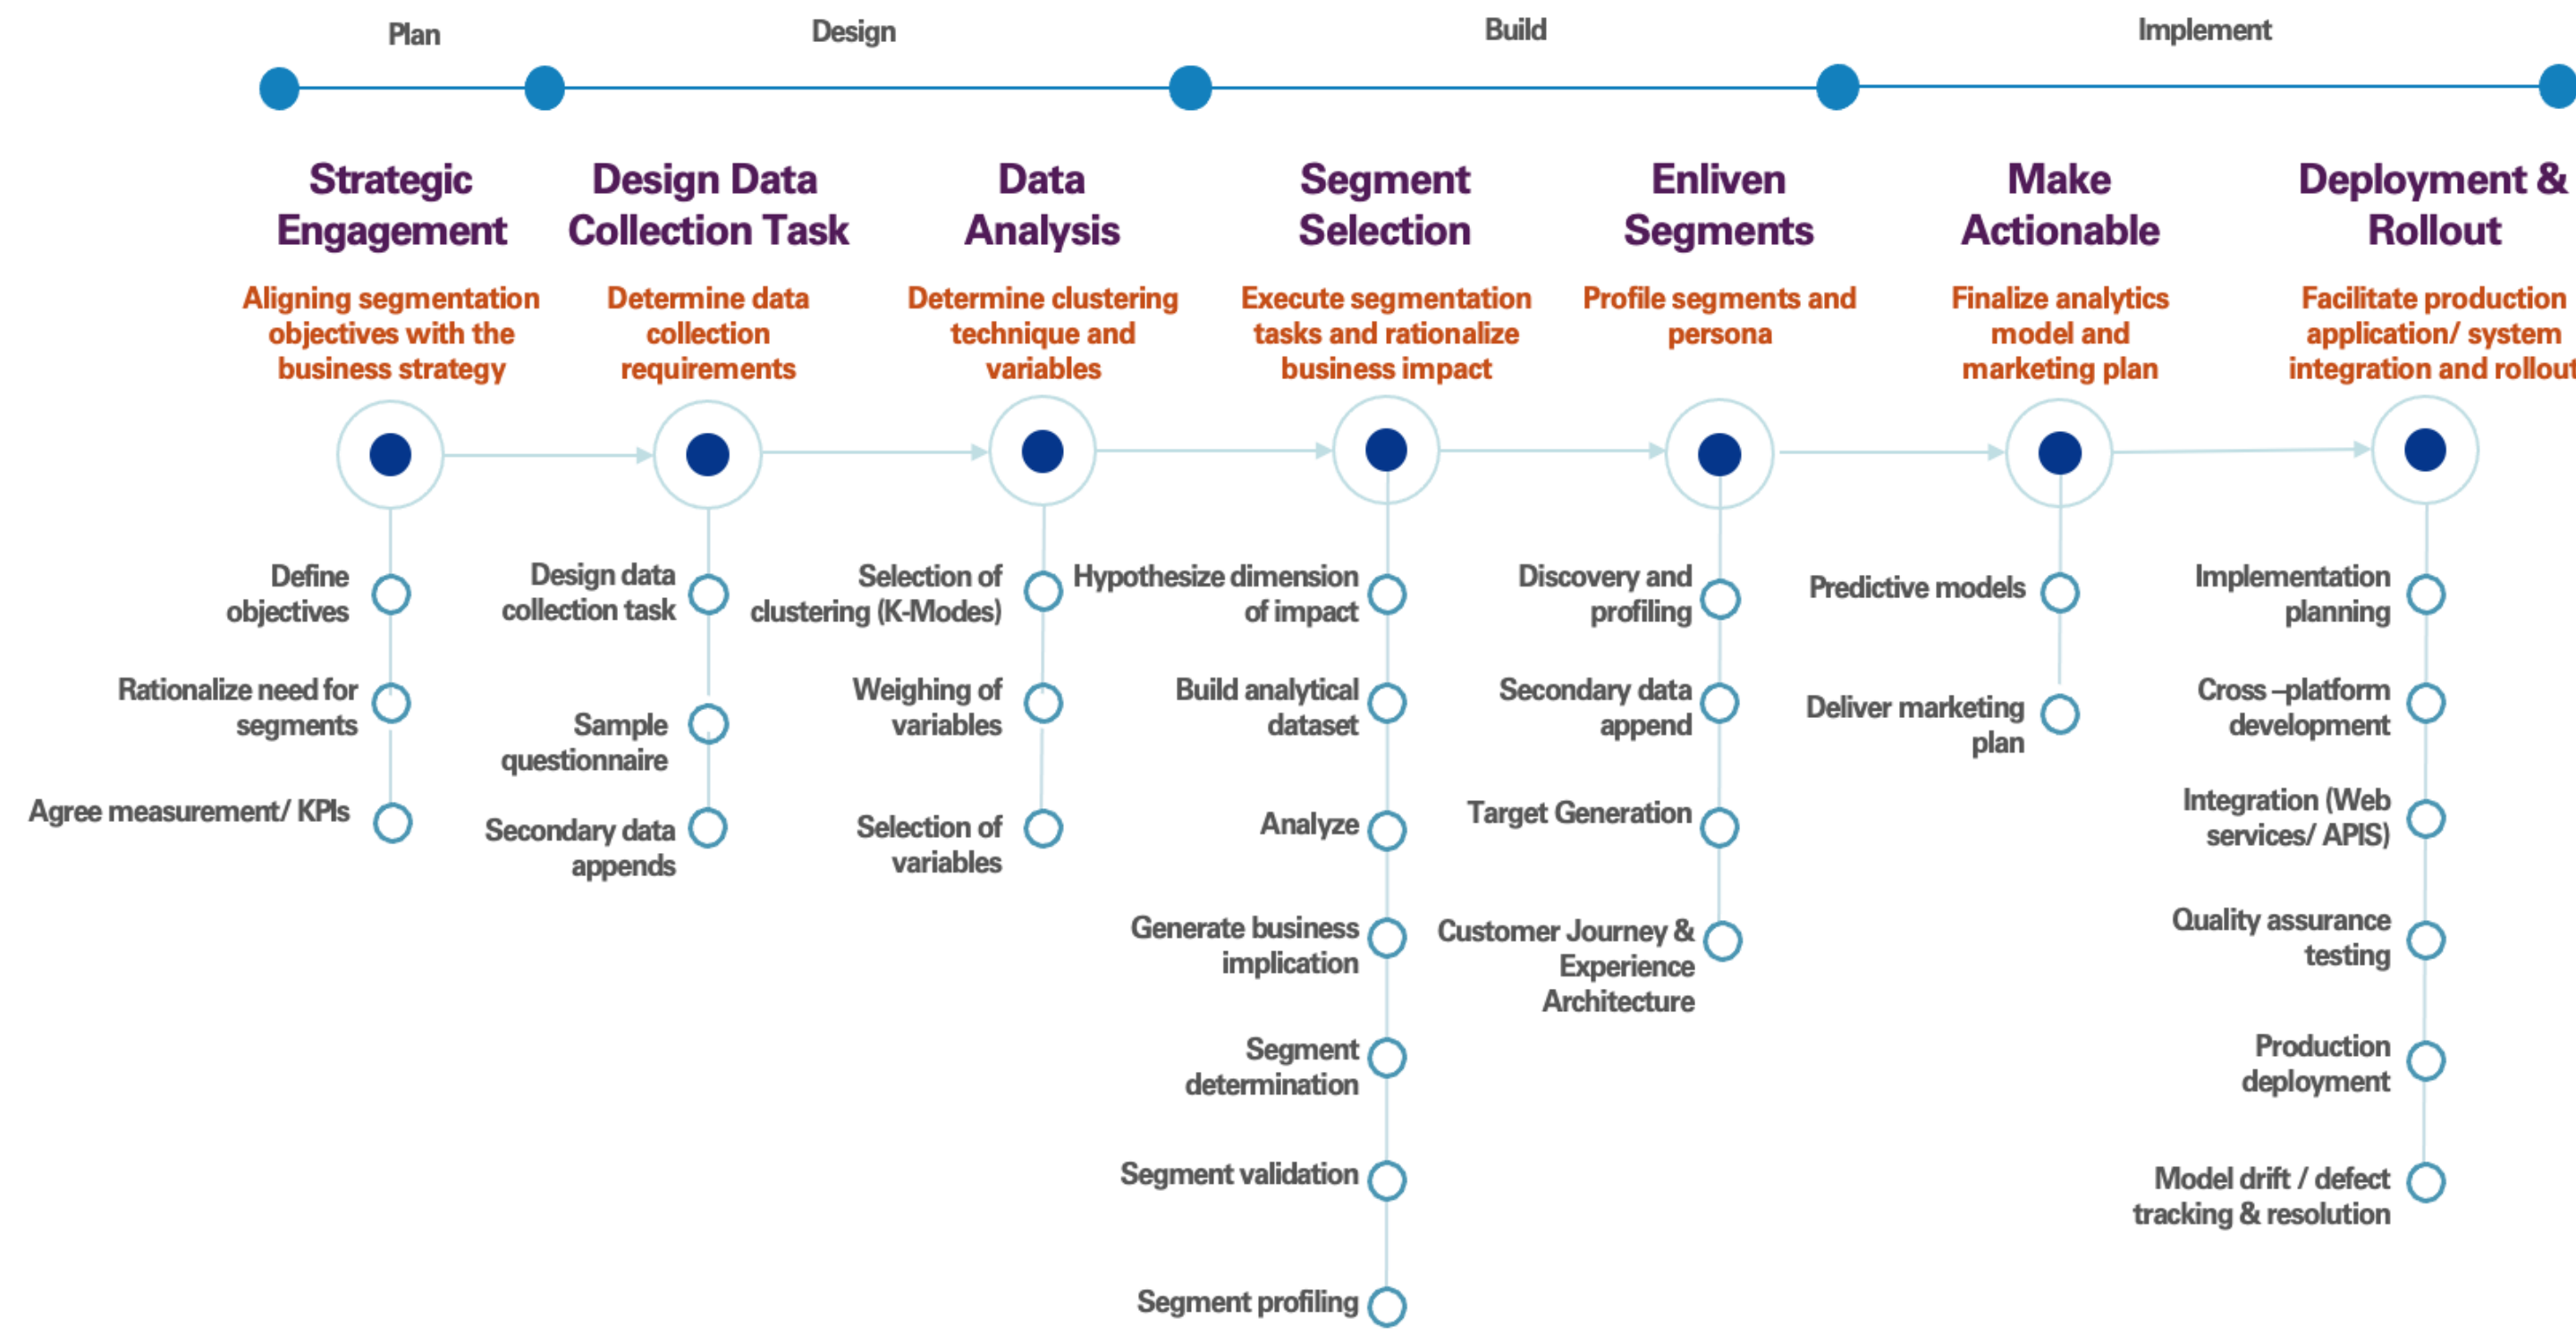 Plan
Design
Build
Implement
Strategic
Engagement
Aligning segmentation
objectives with the
business strategy
Define
objectives
Rationalize need for
segments
Agree measurement/ KPIs
Design Data
Collection Task
Determine data
collection
requirements
Design data
collection task
Sample
questionnaire
Secondary data
appends
Data
Analysis
Determine clustering
technique and
variables
Selection of
clustering (K-Modes)
Weighing of
variables
Selection of
variables
Segment
Selection
Execute segmentation
tasks and rationalize
business impact
Hypothesize dimension
of impact
Build analytical
dataset
Analyze
Generate business
implication
Segment
determination
Segment validation
Segment profiling
Enliven
Segments
Profile segments and
persona
Discovery and
profiling
Secondary data
append
Target Generation
Customer Journey &
Experience
Architecture
Make
Actionable
Finalize analytics
model and
marketing plan
Predictive models
Deliver marketing
plan
Deployment &
Rollout
Facilitate production
application/ system
integration and rollout
Implementation
planning
Cross –platform
development
Integration (Web
services/ APIS)
Quality assurance
testing
Production
deployment
Model drift / defect
tracking & resolution